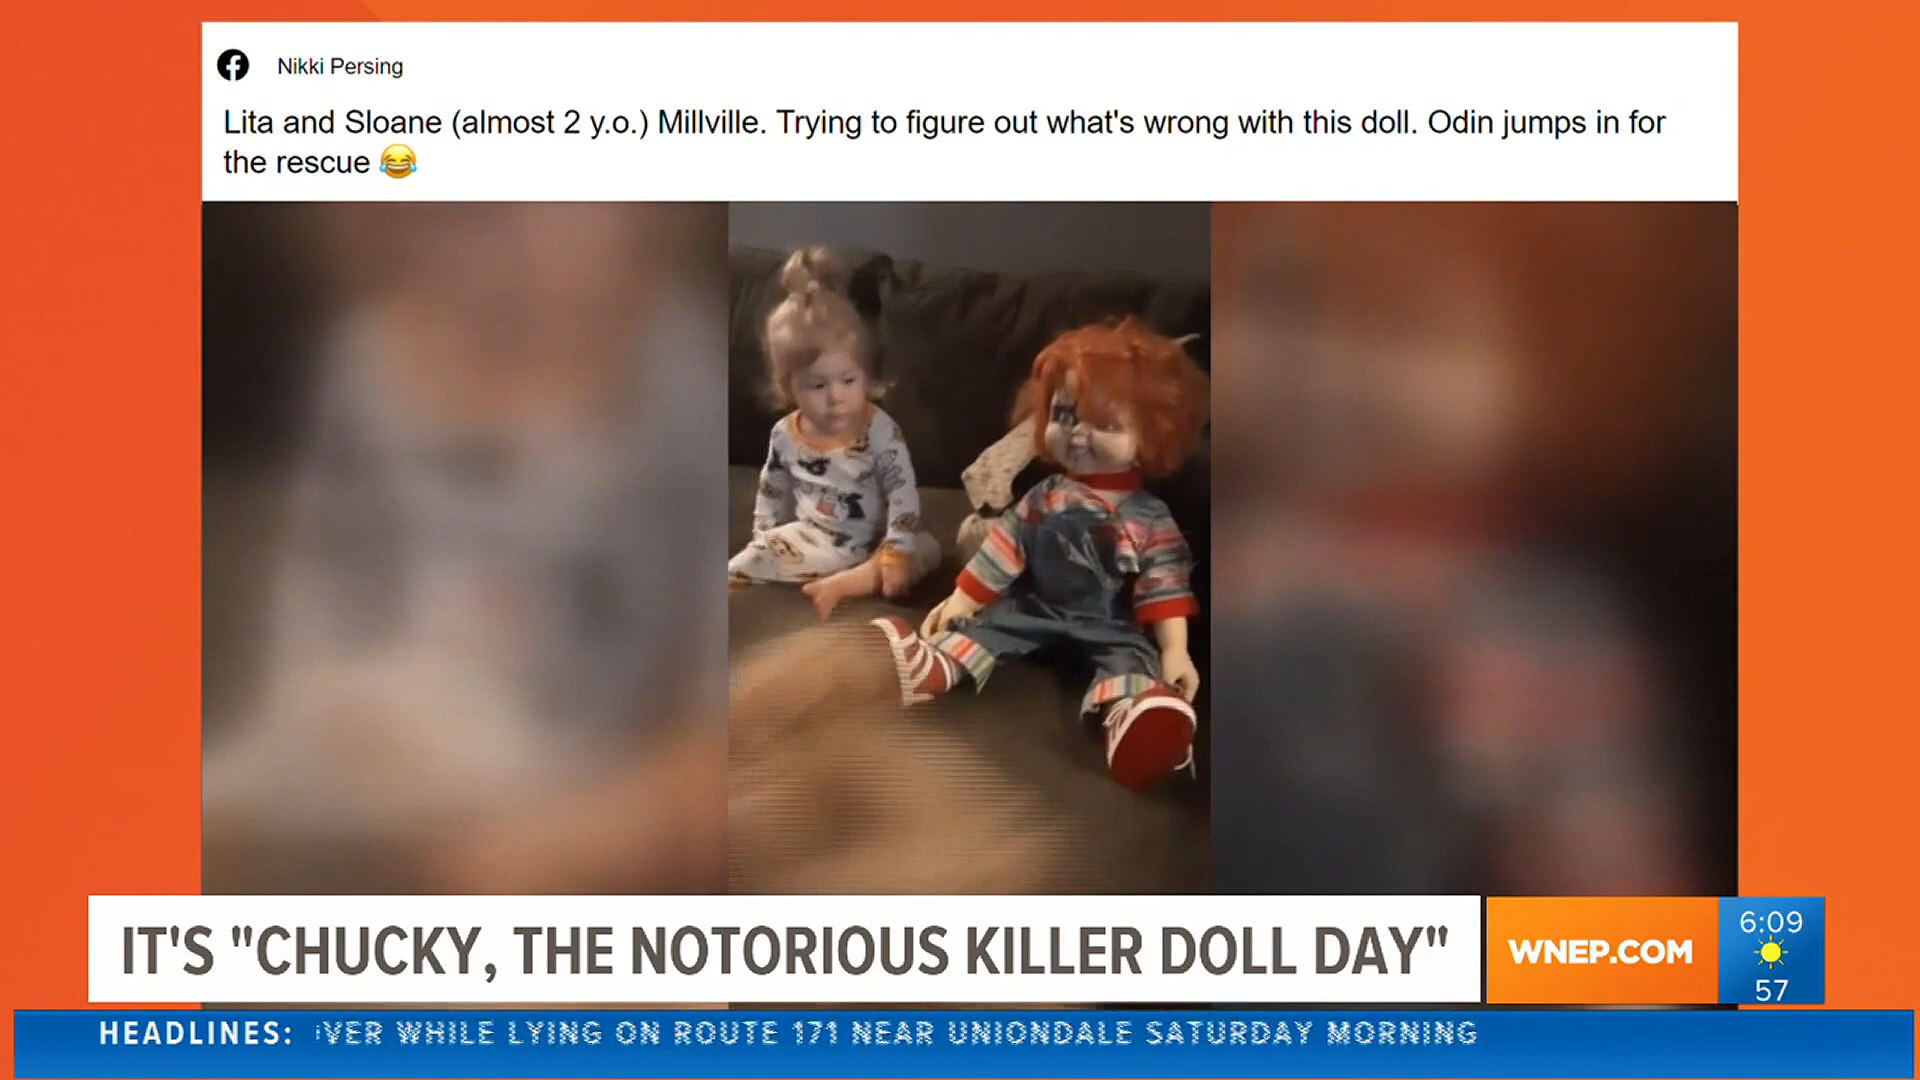 Nikki Persing
Lita and Sloane (almost 2 y.o.) Millville. Trying to figure out what's wrong with this doll. Odin jumps in for
the rescue 😂
IT'S "CHUCKY, THE NOTORIOUS KILLER DOLL DAY"
WNEP.COM
6:09
57
HEADLINES: VER WHILE LYING ON ROUTE 171 NEAR UNIONDALE SATURDAY MORNING